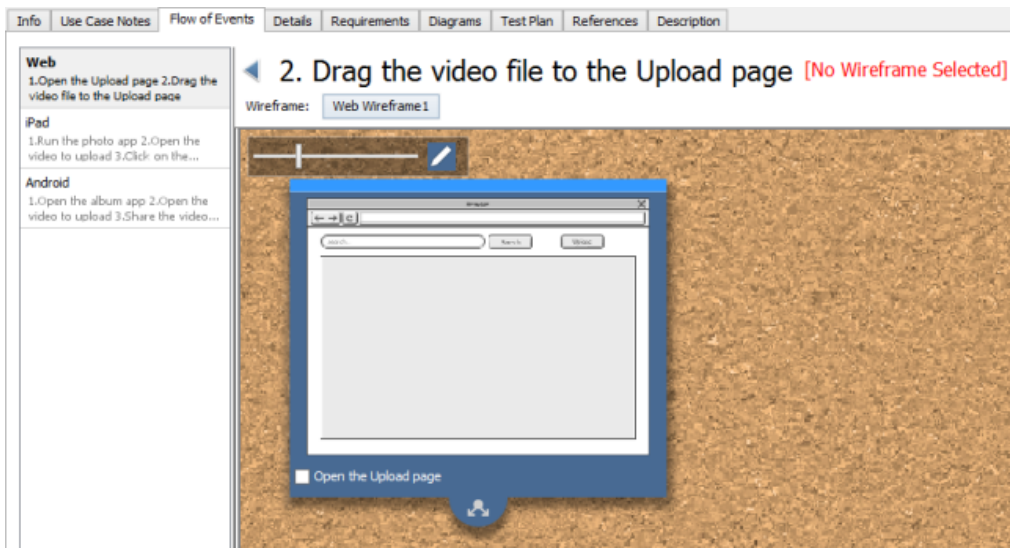 Info Use Case Notes Flow of Events Details Requirements Diagrams Test Plan References Description
Web
1.Open the Upload page 2.Drag the
video file to the Upload page
iPad
1.Run the photo app 2.Open the
video to upload 3.Click on the...
Android
1.Open the album app 2.Open the
video to upload 3.Share the video...
2. Drag the video file to the Upload page [No Wireframe Selected]
Wireframe: Web Wireframe1
Open the Upload page